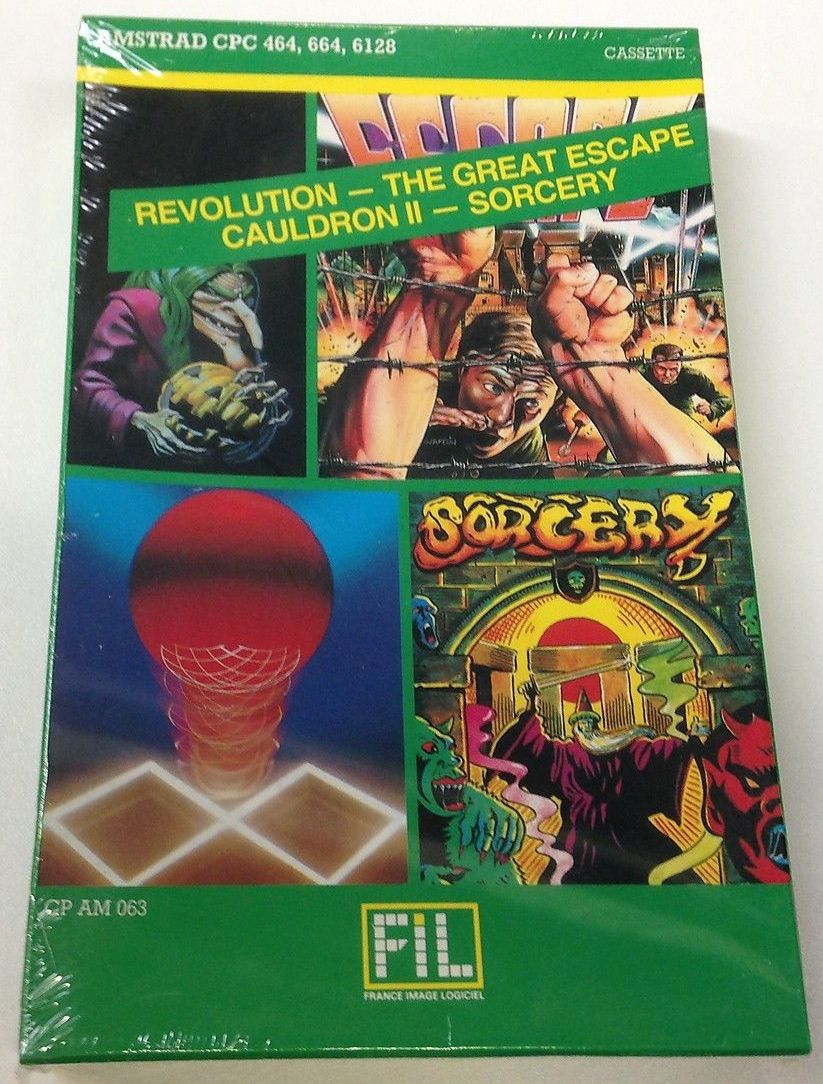 AMSTRAD CPC 464, 664, 6128
CASSETTE
REVOLUTION — THE GREAT ESCAPE
CAULDRON II — SORCERY
SORCERY
GP AM 063
FIL
FRANCE IMAGE LOGICIEL